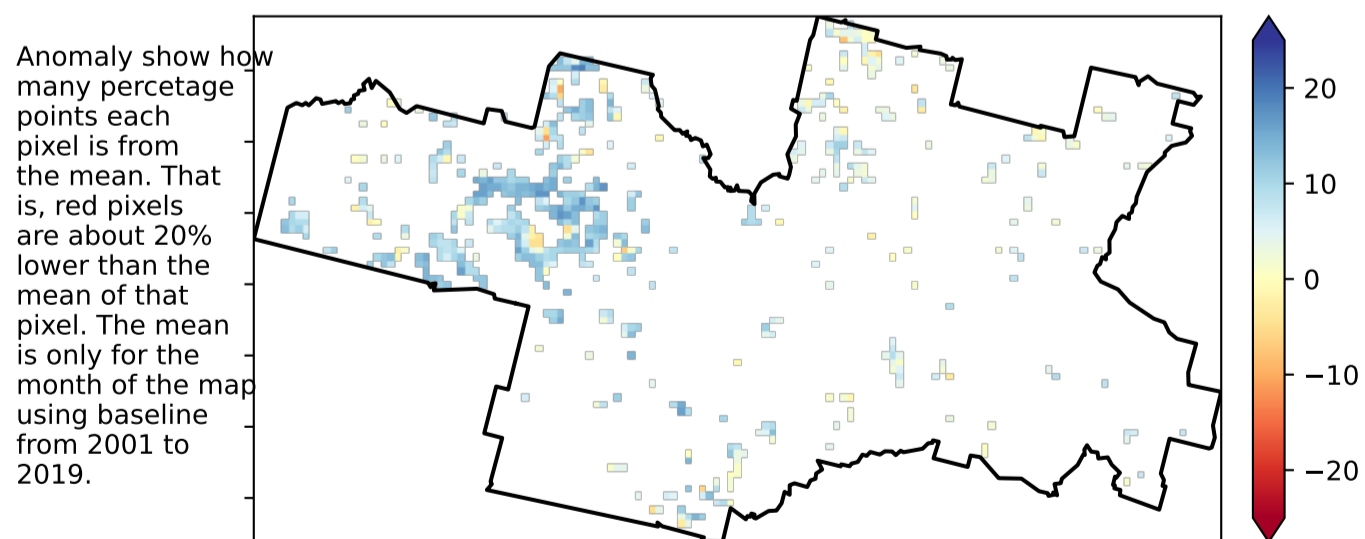 Anomaly show how
many percetage
points each
pixel is from
the mean. That
is, red pixels
are about 20%
lower than the
mean of that
pixel. The mean
is only for the
month of the map
using baseline
from 2001 to
2019.
20
10
0
−10
−20